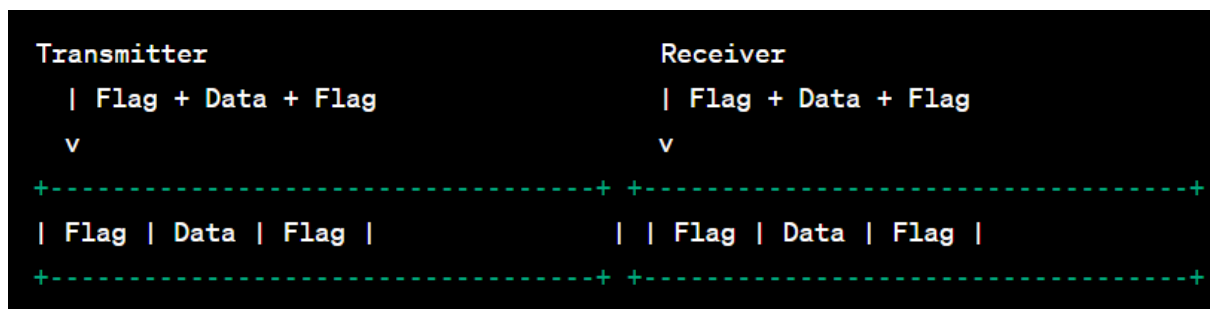 Transmitter                             Receiver
  | Flag + Data + Flag                  | Flag + Data + Flag
  v                                     v
+-----------------------------------+ +-----------------------------------+
| Flag | Data | Flag |               | | Flag | Data | Flag |
+-----------------------------------+ +-----------------------------------+